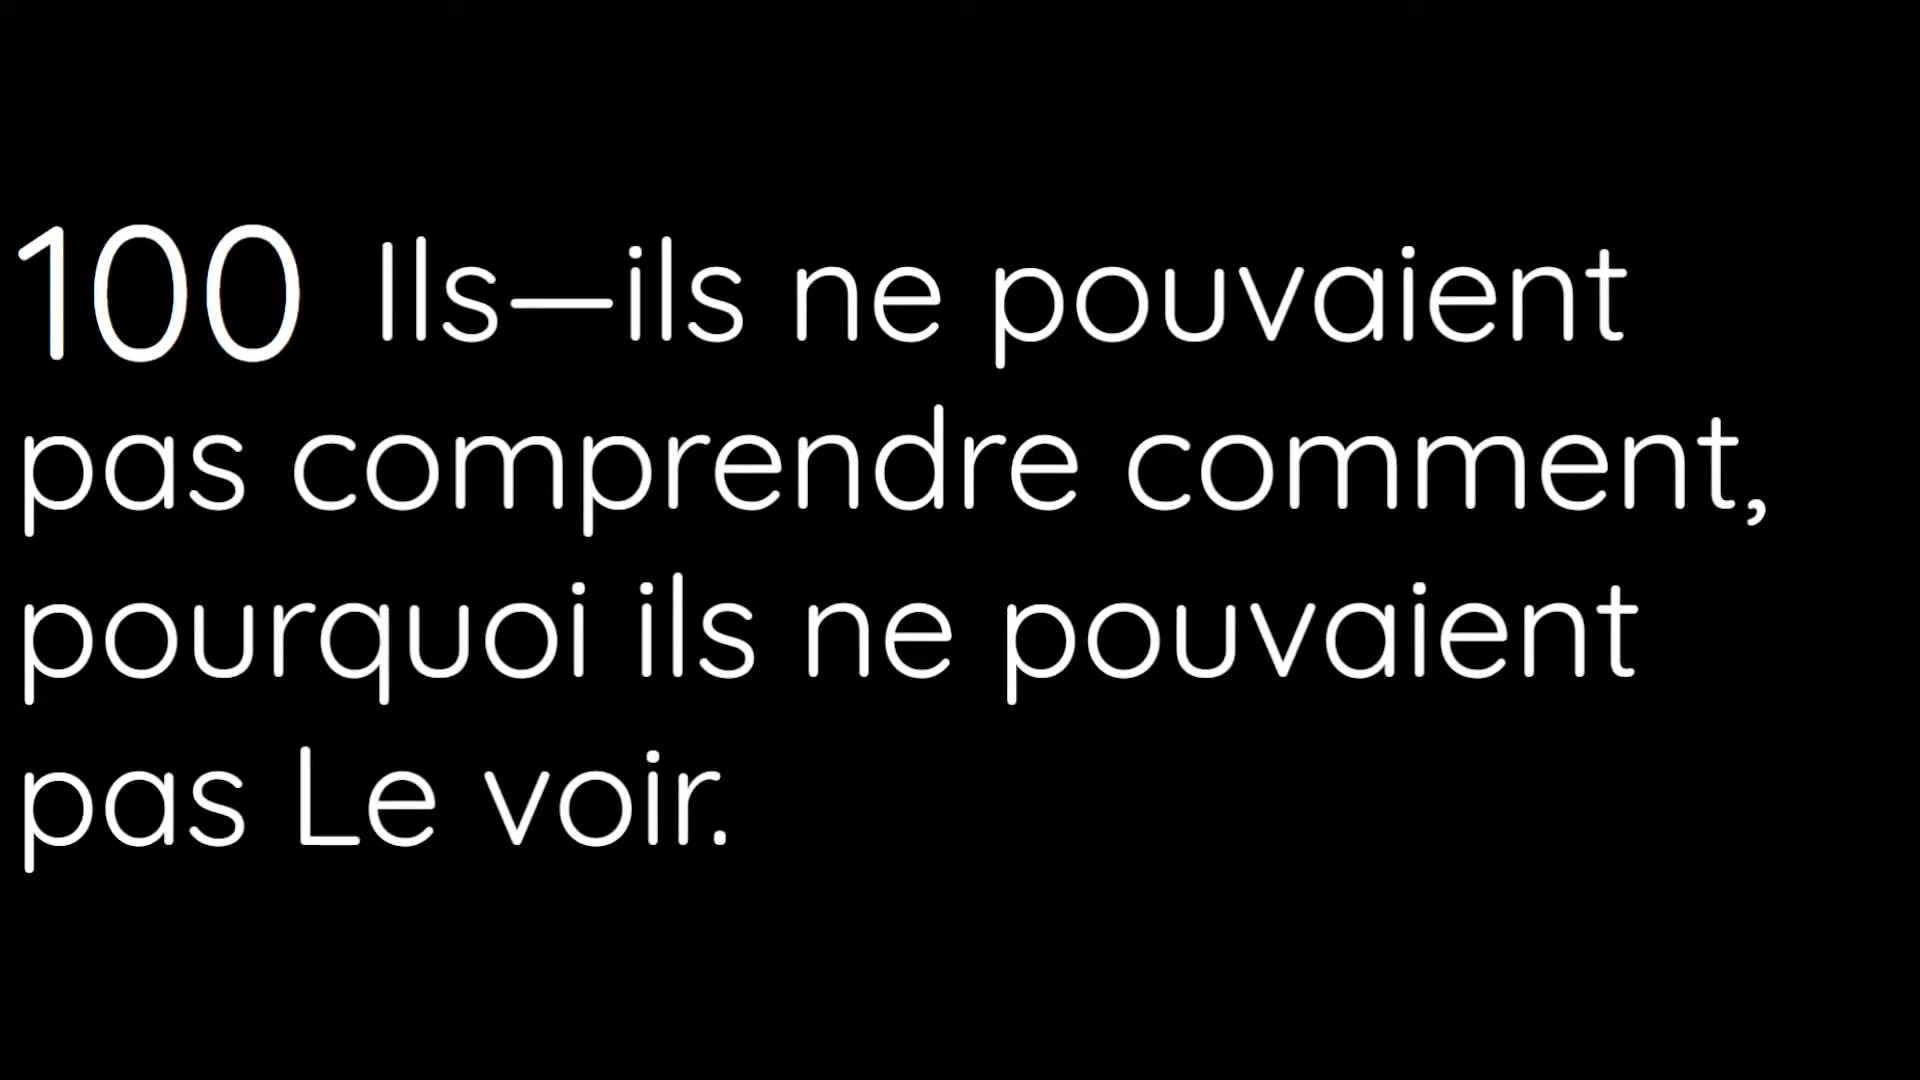 100 Ils—ils ne pouvaient
pas comprendre comment,
pourquoi ils ne pouvaient
pas Le voir.